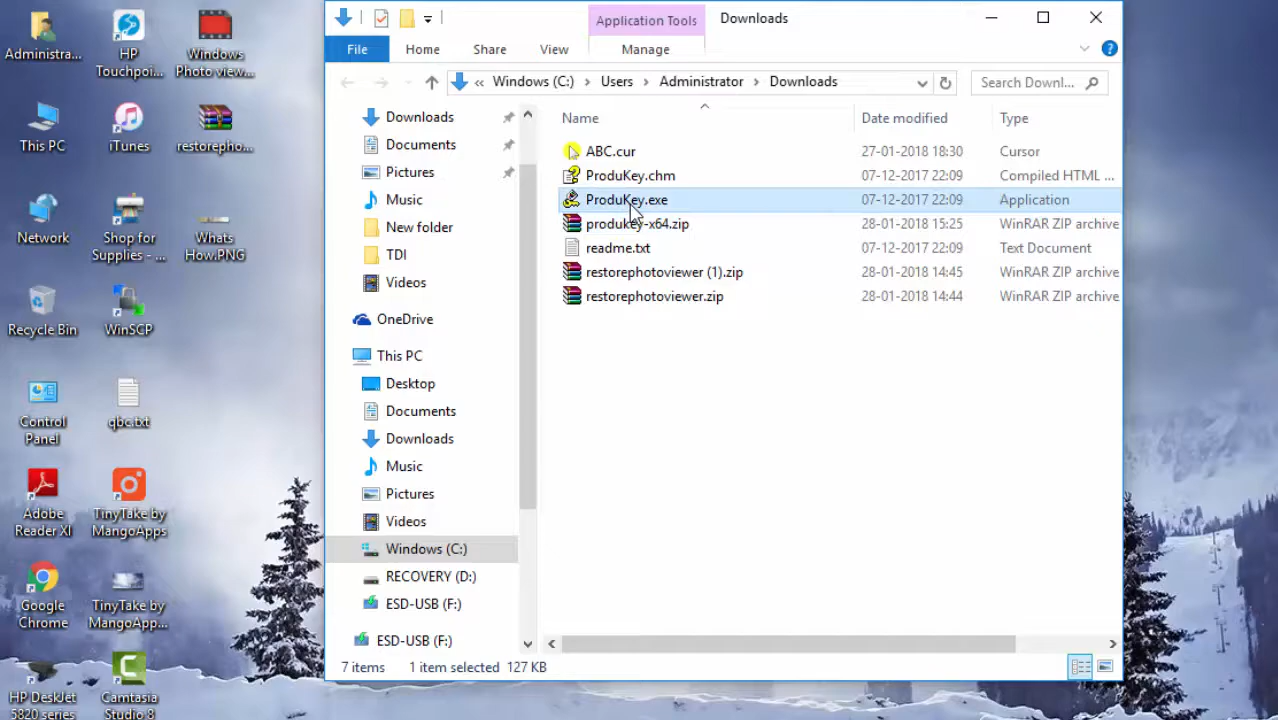 Administra...
HP
Touchpoi...
Windows
Photo view...
This PC
iTunes
restorepho...
Network
Shop for
Supplies - ...
Whats
How.PNG
Recycle Bin
WinSCP
Control
Panel
qbc.txt
Adobe
Reader XI
TinyTake by
MangoApps
Google
Chrome
TinyTake by
MangoApp...
HP DeskJet
5820 series
Camtasia
Studio 8
Application Tools
Downloads
File
Home
Share
View
Manage
« Windows (C:) › Users › Administrator › Downloads
Search Downl...
Downloads
Documents
Pictures
Music
New folder
TDI
Videos
OneDrive
This PC
Desktop
Documents
Downloads
Music
Pictures
Videos
Windows (C:)
RECOVERY (D:)
ESD-USB (F:)
ESD-USB (F:)
Name Date modified Type
ABC.cur 27-01-2018 18:30 Cursor
ProduKey.chm 07-12-2017 22:09 Compiled HTML ...
ProduKey.exe 07-12-2017 22:09 Application
produkey-x64.zip 28-01-2018 15:25 WinRAR ZIP archive
readme.txt 07-12-2017 22:09 Text Document
restorephotoviewer (1).zip 28-01-2018 14:45 WinRAR ZIP archive
restorephotoviewer.zip 28-01-2018 14:44 WinRAR ZIP archive
7 items 1 item selected 127 KB